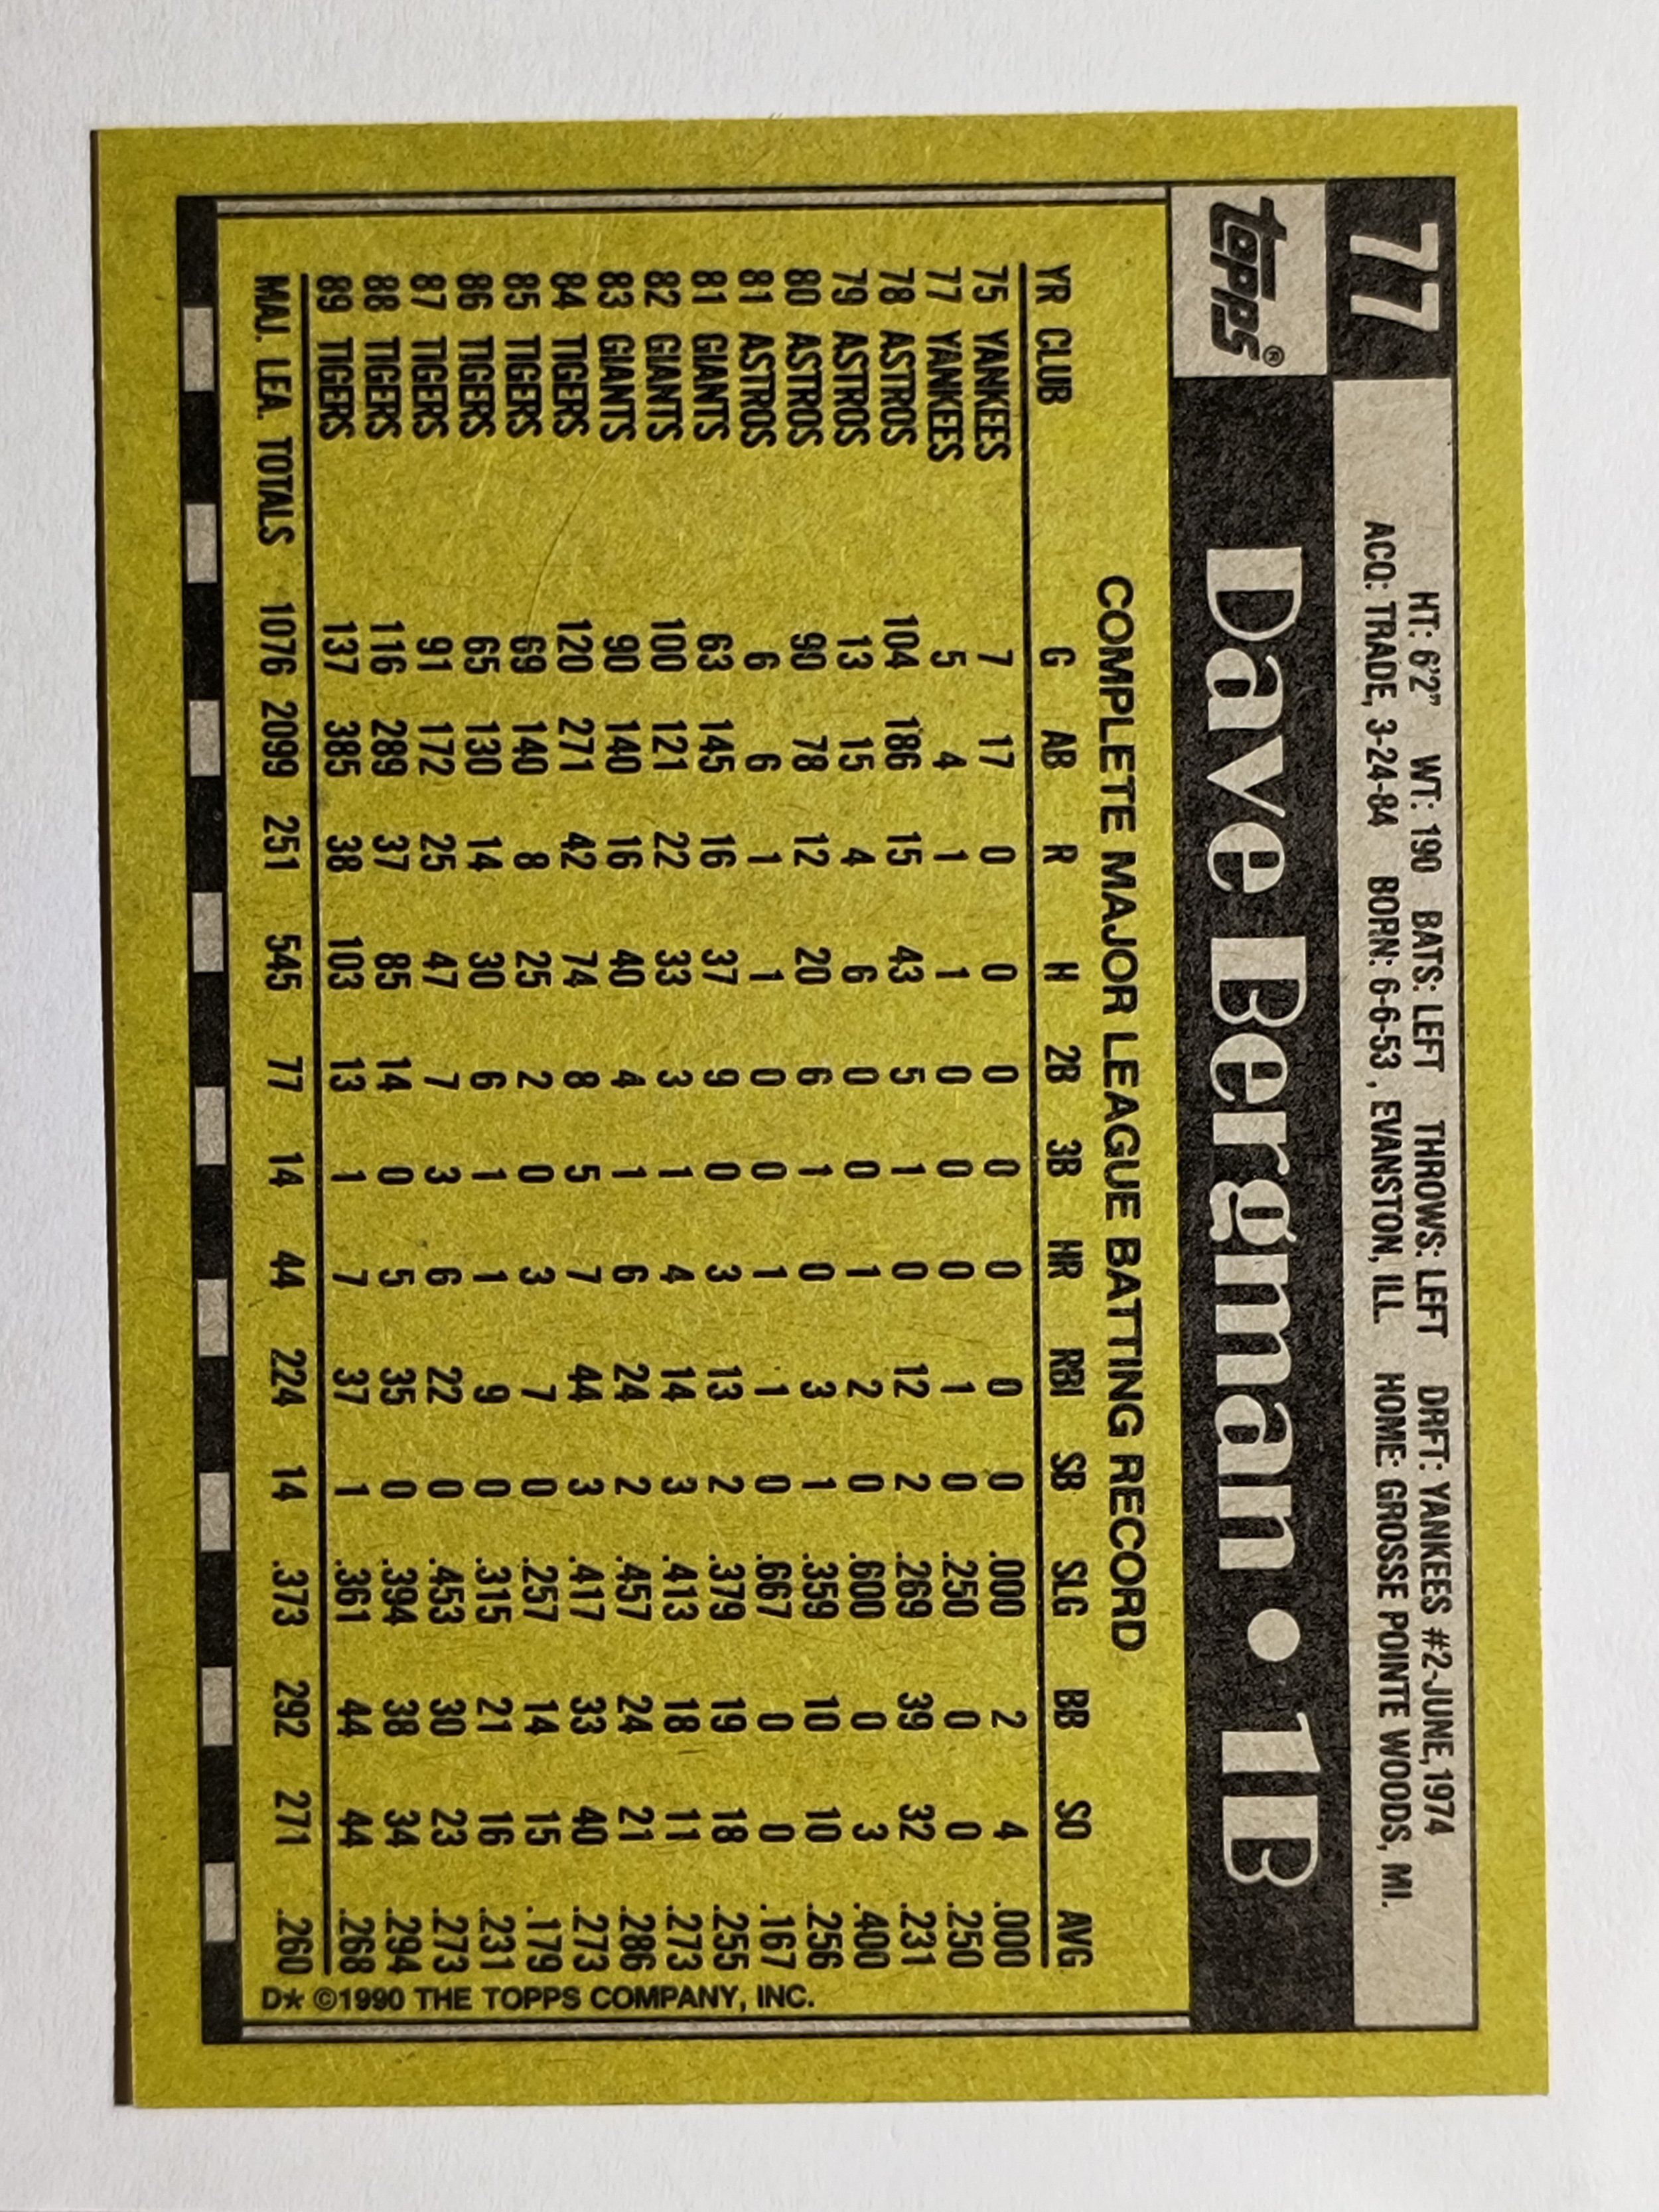 77 HT: 6'2" WT: 190 BATS: LEFT THROWS: LEFT DRFT: YANKEES #2-JUNE, 1974
ACQ: TRADE, 3-24-84 BORN: 6-6-53, EVANSTON, ILL. HOME: GROSSE POINTE WOODS, MI.
topps® Dave Bergman • 1B
COMPLETE MAJOR LEAGUE BATTING RECORD
YR CLUB G AB R H 2B 3B HR RBI SB SLG BB SO AVG
75 YANKEES 7 17 0 0 0 0 0 0 0 .000 2 4 .000
77 YANKEES 5 4 1 1 0 0 0 1 0 .250 0 0 .250
78 ASTROS 104 186 15 43 5 1 0 12 2 .269 39 32 .231
79 ASTROS 13 15 4 6 0 0 1 2 0 .600 0 3 .400
80 ASTROS 90 78 12 20 6 1 0 3 1 .359 10 10 .256
81 ASTROS 6 6 1 1 0 0 1 1 0 .667 0 0 .167
81 GIANTS 63 145 16 37 9 0 3 13 2 .379 19 18 .255
82 GIANTS 100 121 22 33 3 1 4 14 3 .413 18 11 .273
83 GIANTS 90 140 16 40 4 1 6 24 2 .457 24 21 .286
84 TIGERS 120 271 42 74 8 5 7 44 3 .417 33 40 .273
85 TIGERS 69 140 8 25 2 0 3 7 0 .257 14 15 .179
86 TIGERS 65 130 14 30 6 1 1 9 0 .315 21 16 .231
87 TIGERS 91 172 25 47 7 3 6 22 0 .453 30 23 .273
88 TIGERS 116 289 37 85 14 0 5 35 0 .394 38 34 .294
89 TIGERS 137 385 38 103 13 1 7 37 1 .361 44 44 .268
MAJ. LEA. TOTALS 1076 2099 251 545 77 14 44 224 14 .373 292 271 .260
D* ©1990 THE TOPPS COMPANY, INC.